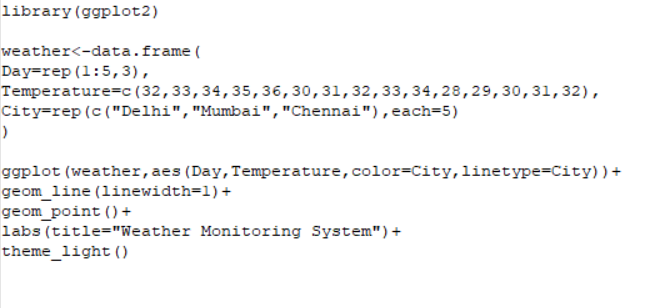 library(ggplot2)
weather<-data.frame(
Day=rep(1:5,3),
Temperature=c(32,33,34,35,36,30,31,32,33,34,28,29,30,31,32),
City=rep(c("Delhi","Mumbai","Chennai"),each=5)
)
ggplot(weather,aes(Day,Temperature,color=City,linetype=City))+
geom_line(linewidth=1)+
geom_point()+
labs(title="Weather Monitoring System")+
theme_light()